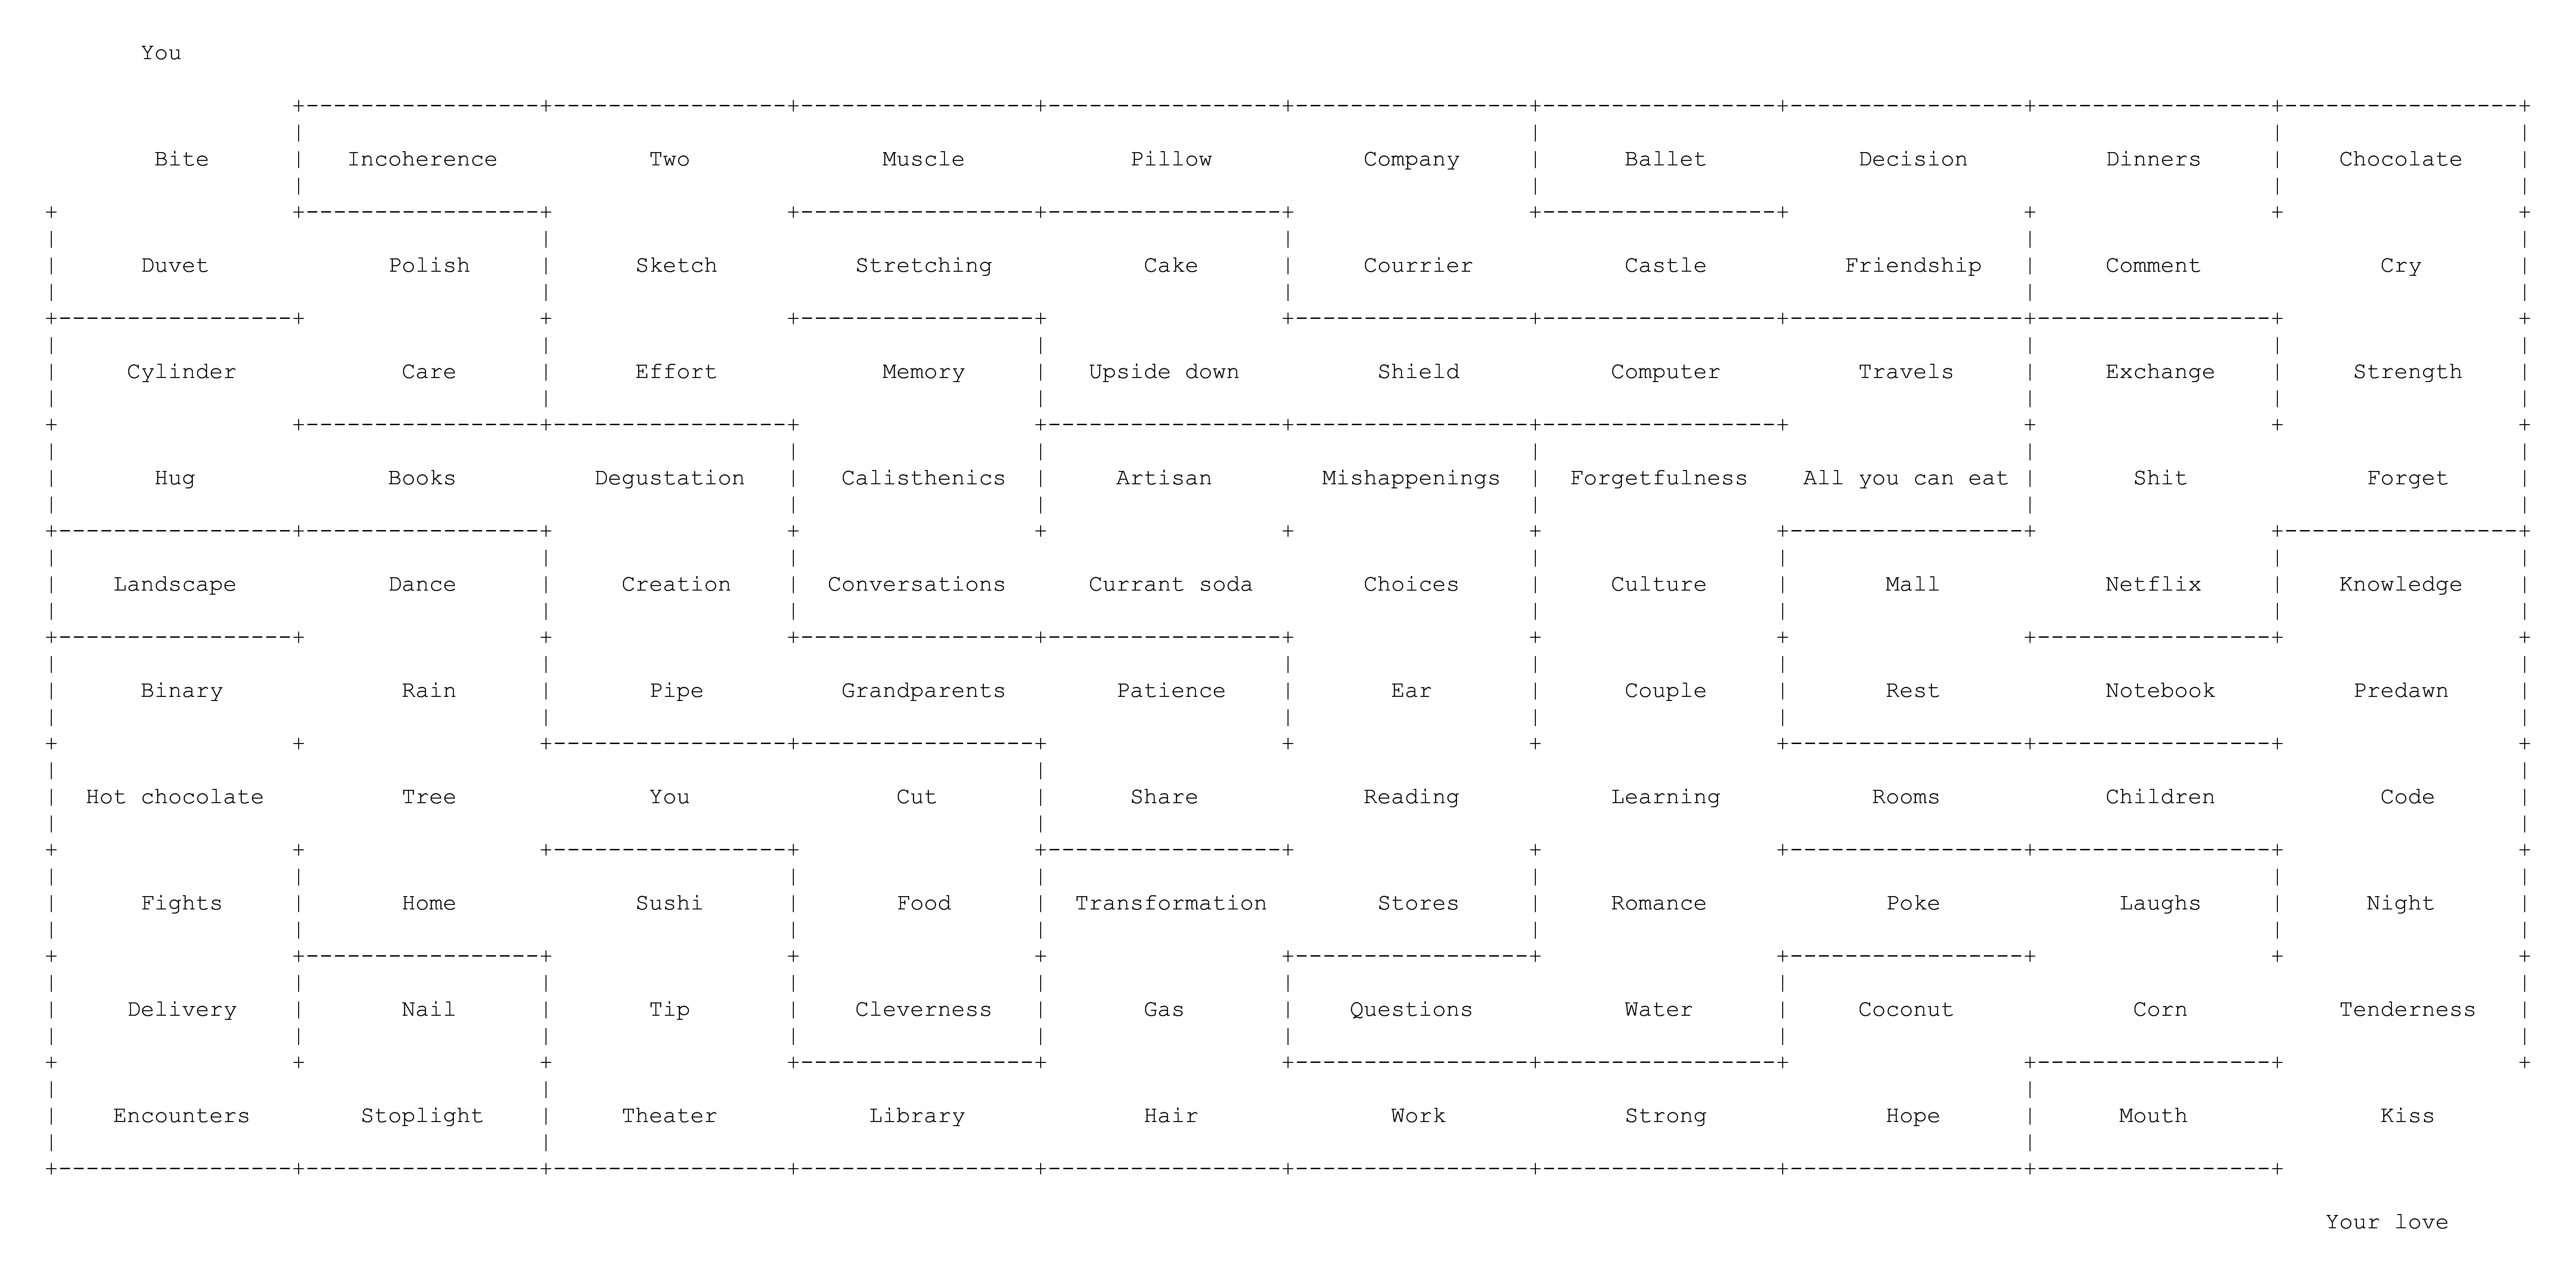 You
Bite Incoherence Two Muscle Pillow Company Ballet Decision Dinners Chocolate
Duvet Polish Sketch Stretching Cake Courrier Castle Friendship Comment Cry
Cylinder Care Effort Memory Upside down Shield Computer Travels Exchange Strength
Hug Books Degustation Calisthenics Artisan Mishappenings Forgetfulness All you can eat Shit Forget
Landscape Dance Creation Conversations Currant soda Choices Culture Mall Netflix Knowledge
Binary Rain Pipe Grandparents Patience Ear Couple Rest Notebook Predawn
Hot chocolate Tree You Cut Share Reading Learning Rooms Children Code
Fights Home Sushi Food Transformation Stores Romance Poke Laughs Night
Delivery Nail Tip Cleverness Gas Questions Water Coconut Corn Tenderness
Encounters Stoplight Theater Library Hair Work Strong Hope Mouth Kiss
Your love